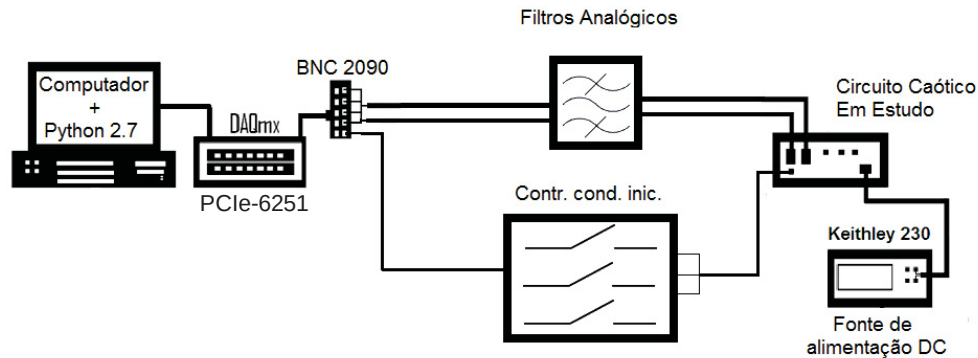 Filtros Analógicos
BNC 2090
Computador
+
Python 2.7
DAQmx
PCIe-6251
Circuito Caótico
Em Estudo
Contr. cond. inic.
Keithley 230
Fonte de
alimentação DC